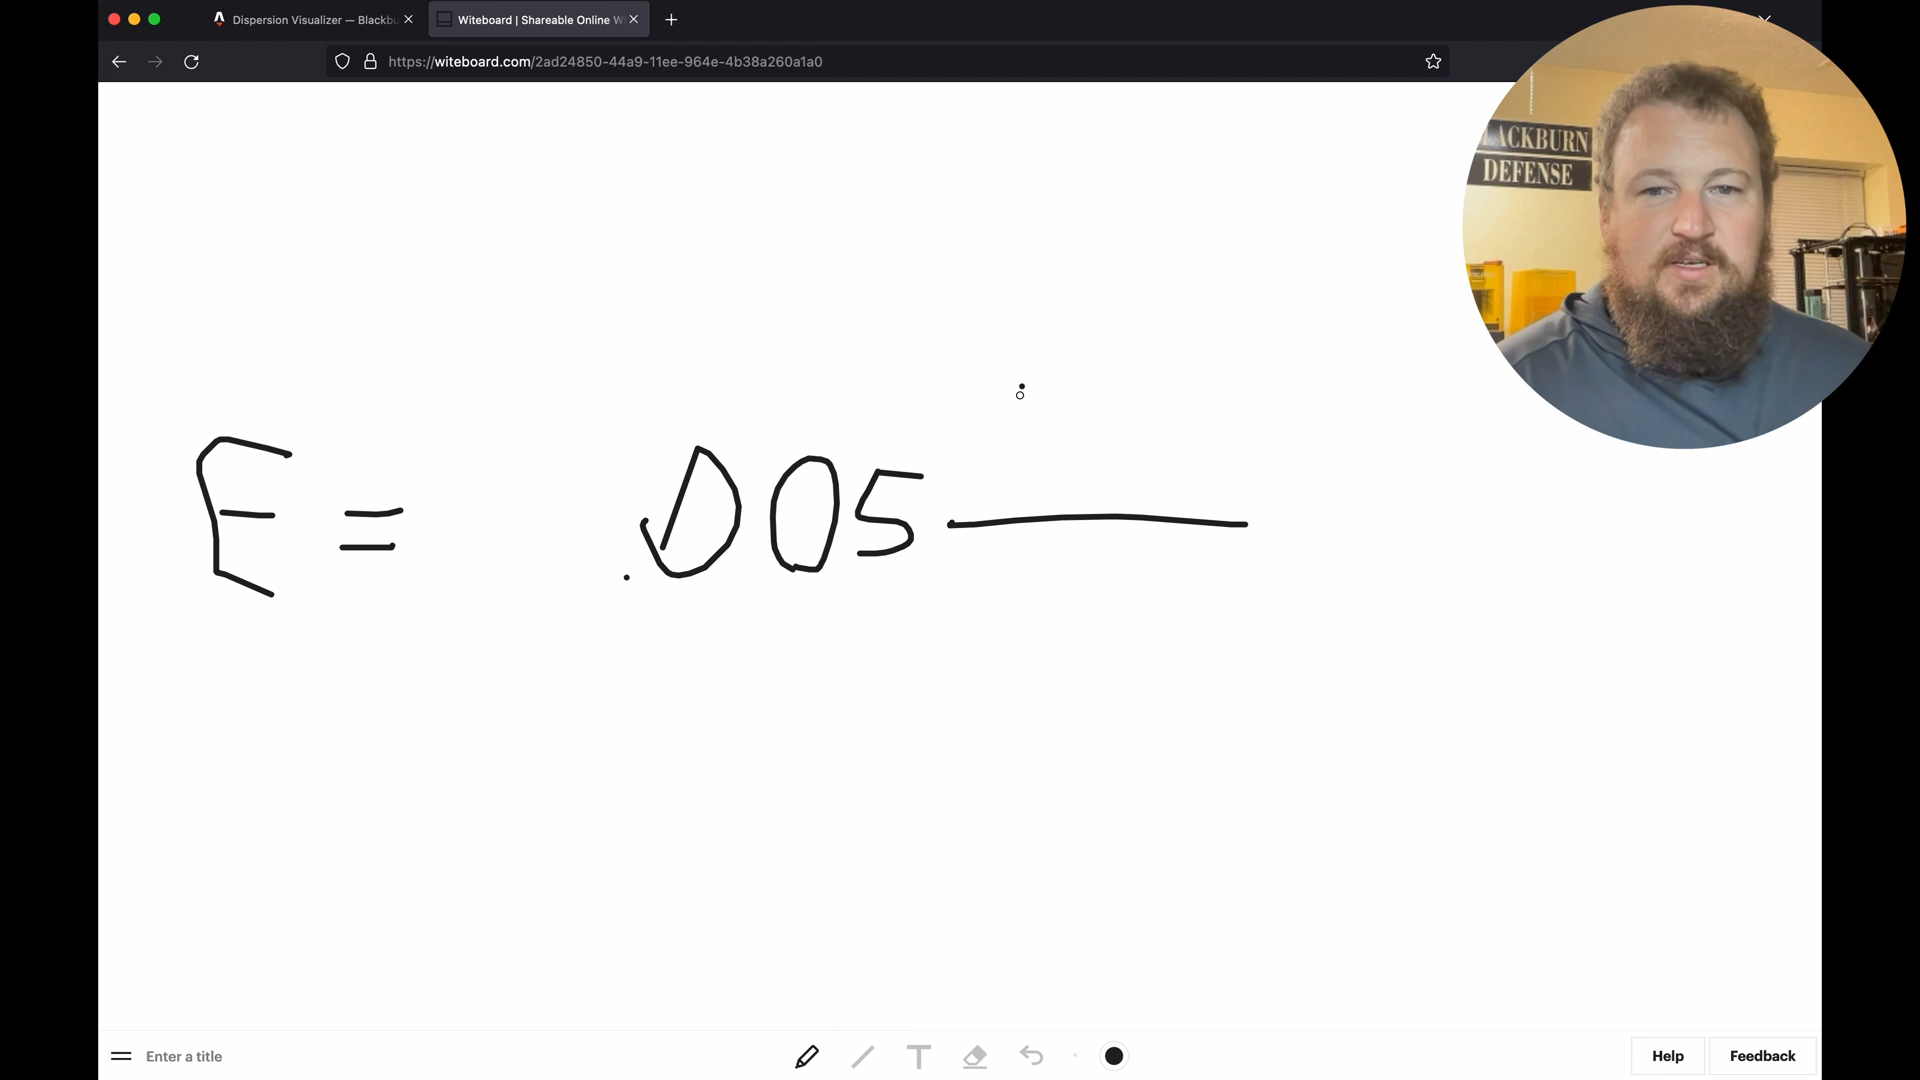 Dispersion Visualizer — Blackbu
Witeboard | Shareable Online W
https://witeboard.com/2ad24850-44a9-11ee-964e-4b38a260a1a0
LACKBURN
DEFENSE
E = .005
Enter a title
T
Help
Feedback